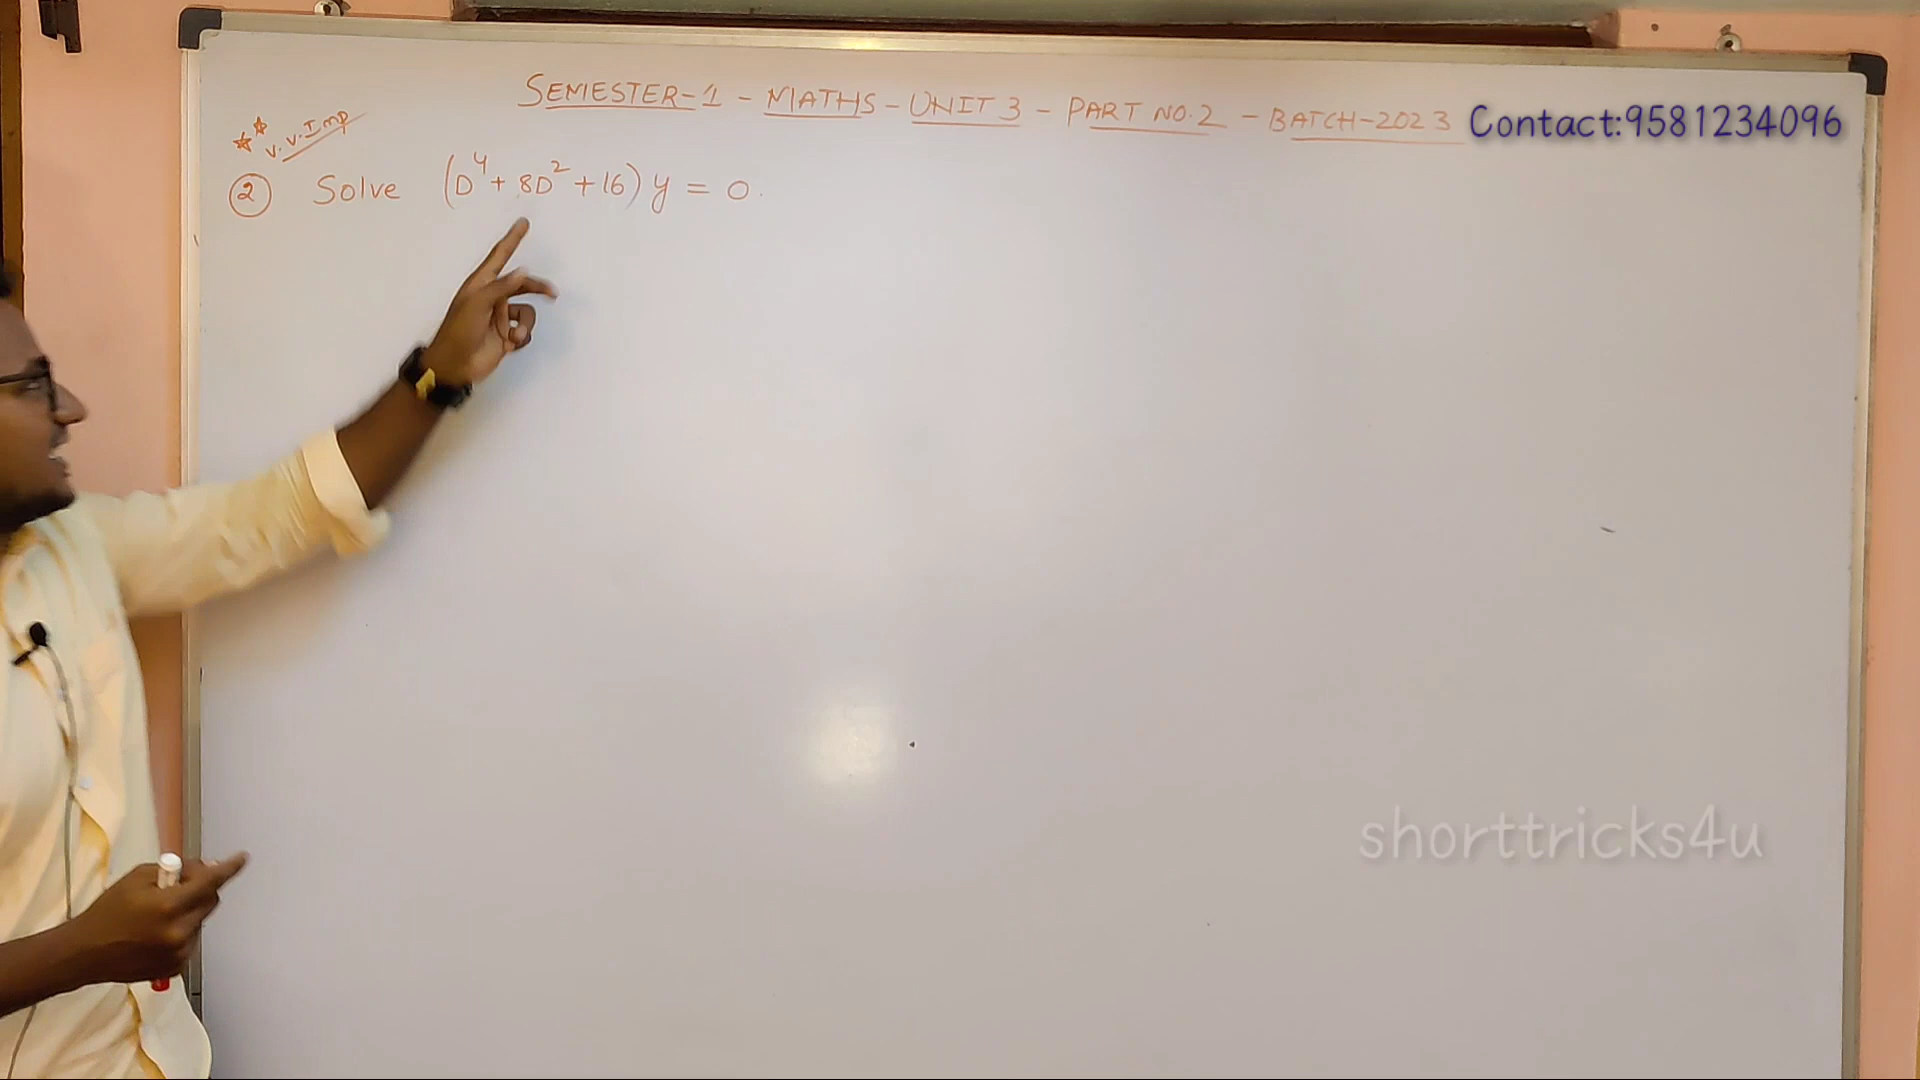 SEMESTER-1 - MATHS - UNIT 3 - PART NO.2 - BATCH-2023
Contact:9581234096
v.v.Imp
② Solve (D⁴ + 8D² + 16) y = 0.
shorttricks4u